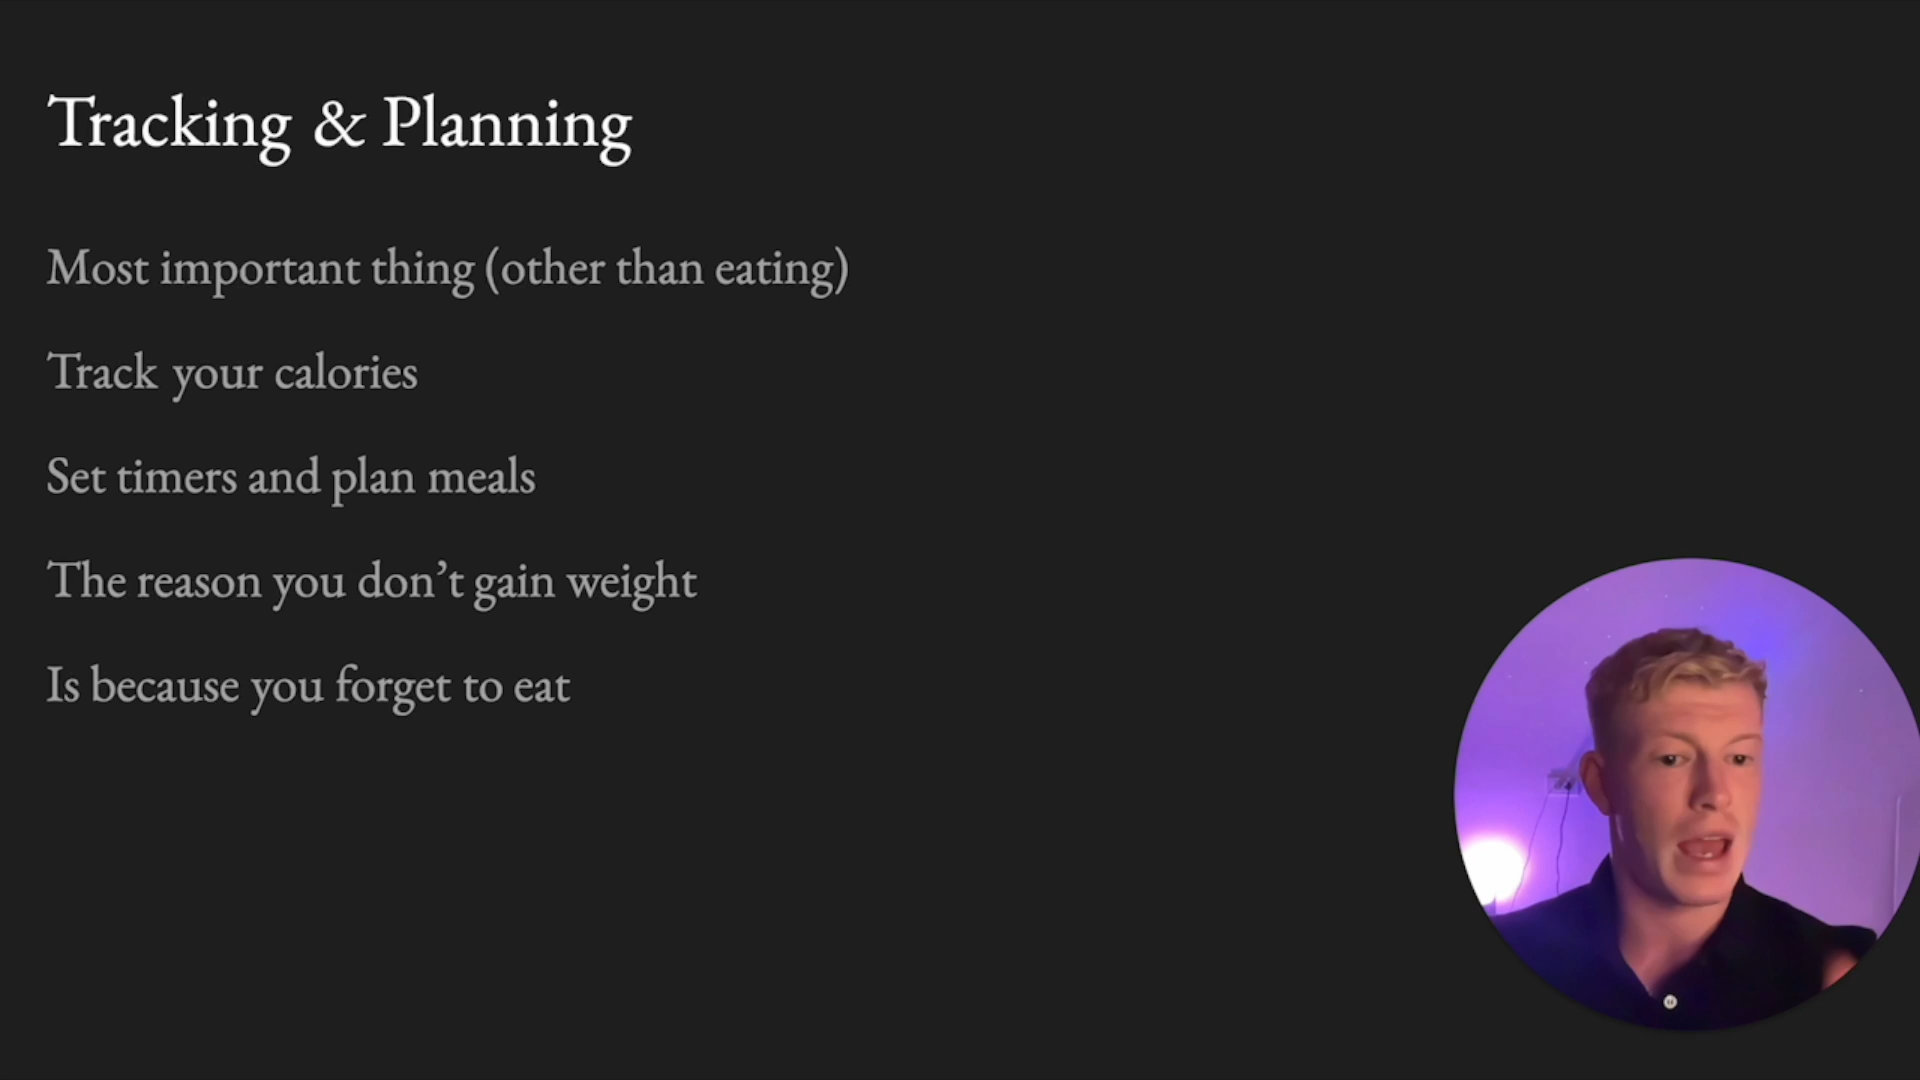 Tracking & Planning
Most important thing (other than eating)
Track your calories
Set timers and plan meals
The reason you don’t gain weight
Is because you forget to eat